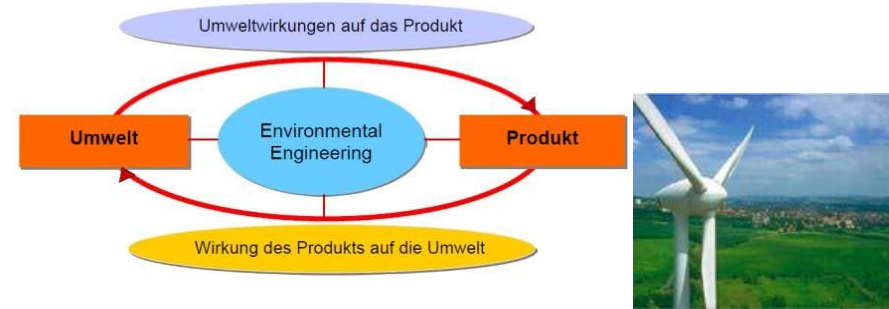 Umweltwirkungen auf das Produkt
Umwelt
Environmental
Engineering
Produkt
Wirkung des Produkts auf die Umwelt